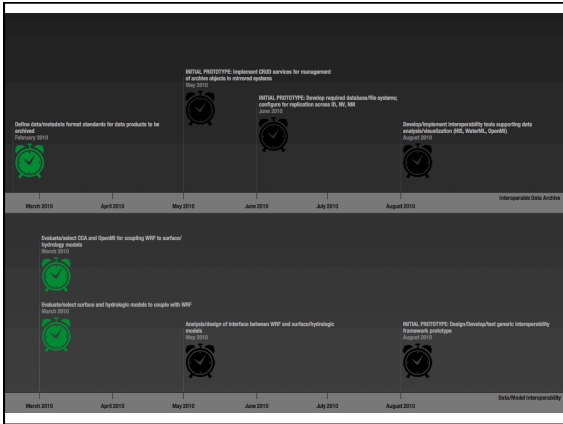 INITIAL PROTOTYPE: Implement CRUD services for management
of archive objects in mirrored systems
May 2010
INITIAL PROTOTYPE: Develop required database/file systems;
configure for replication across ID, NV, NM
June 2010
Define data/metadata format standards for data products to be
archived
February 2010
Develop/implement interoperability tools supporting data
analysis/visualization (HIS, WaterML, OpenMI)
August 2010
Interoperable Data Archive
March 2010 April 2010 May 2010 June 2010 July 2010 August 2010
Evaluate/select CCA and OpenMI for coupling WRF to surface/
hydrology models
March 2010
Evaluate/select surface and hydrologic models to couple with WRF
March 2010
Analysis/design of interface between WRF and surface/hydrologic
models
May 2010
INITIAL PROTOTYPE: Design/Develop/test generic interoperability
framework prototype
August 2010
Data/Model Interoperability
March 2010 April 2010 May 2010 June 2010 July 2010 August 2010